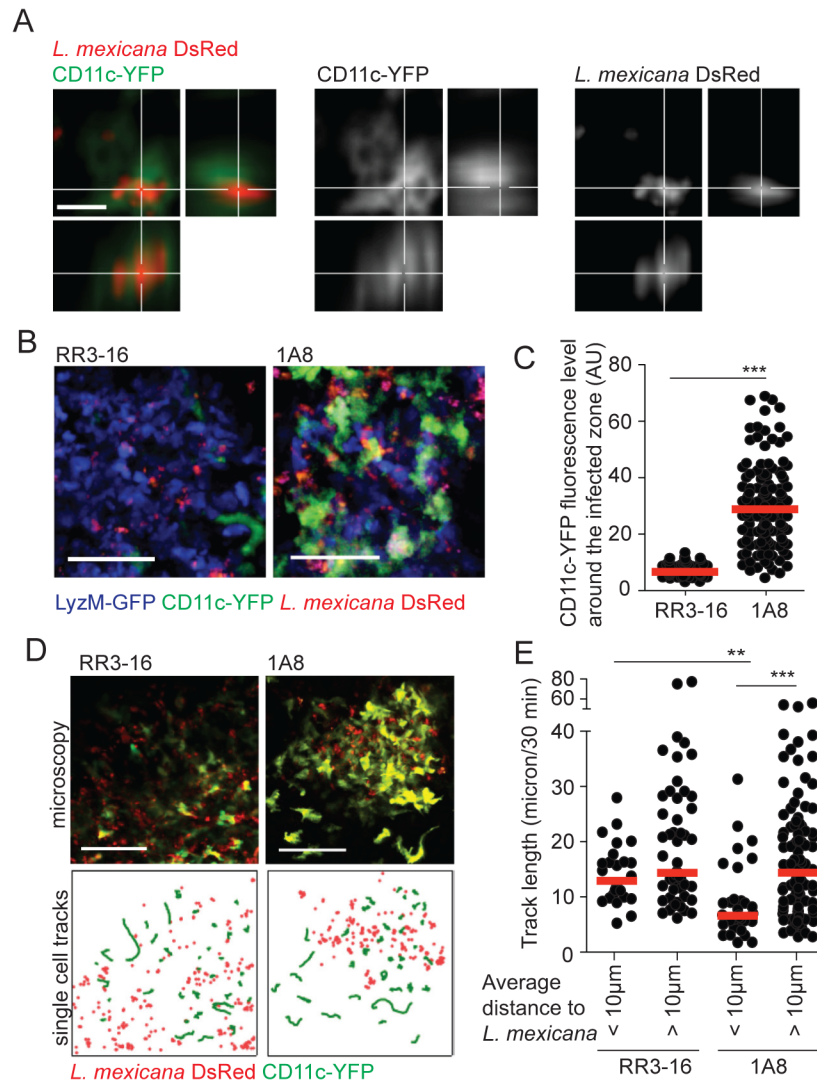 A
L. mexicana DsRed
CD11c-YFP
CD11c-YFP
L. mexicana DsRed
B
RR3-16
1A8
LyzM-GFP CD11c-YFP L. mexicana DsRed
C
CD11c-YFP fluorescence level
around the infected zone (AU)
80
60
40
20
0
***
RR3-16
1A8
D
RR3-16
1A8
microscopy
single cell tracks
L. mexicana DsRed CD11c-YFP
E
Track length (micron/30 min)
80
60
40
30
20
10
0
**
***
Average
distance to
L. mexicana
< 10µm
> 10µm
< 10µm
> 10µm
RR3-16
1A8